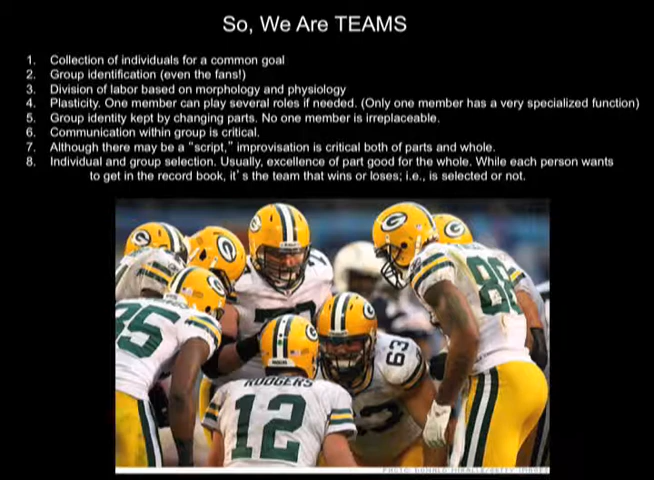 So, We Are TEAMS
1. Collection of individuals for a common goal
2. Group identification (even the fans!)
3. Division of labor based on morphology and physiology
4. Plasticity. One member can play several roles if needed. (Only one member has a very specialized function)
5. Group identity kept by changing parts. No one member is irreplaceable.
6. Communication within group is critical.
7. Although there may be a “script,” improvisation is critical both of parts and whole.
8. Individual and group selection. Usually, excellence of part good for the whole. While each person wants
to get in the record book, it’s the team that wins or loses; i.e., is selected or not.
G
85
63
RODGERS
12